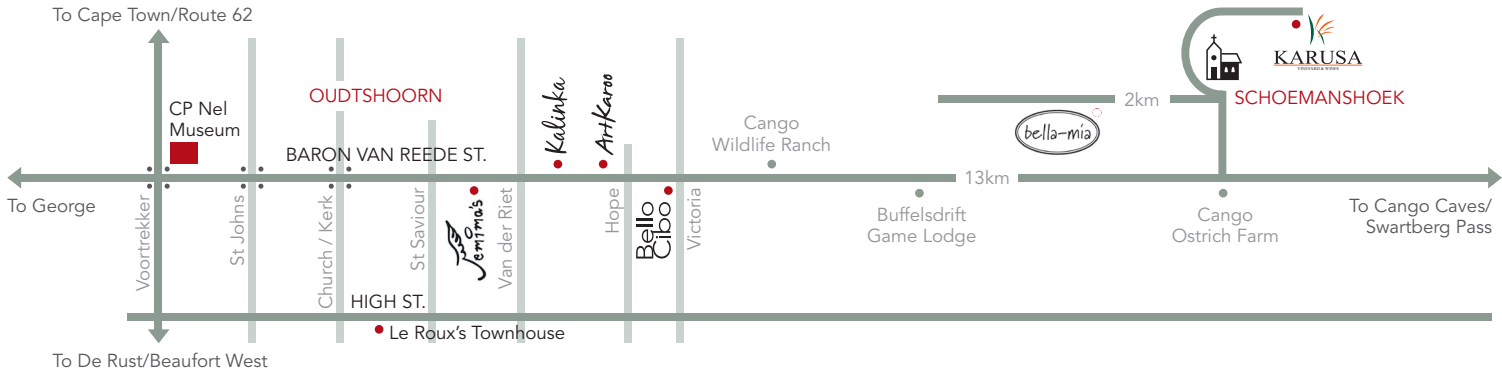 To Cape Town/Route 62
CP Nel
Museum
OUDTSHOORN
BARON VAN REEDE ST.
Kalinka
ArtKaroo
Cango
Wildlife Ranch
bella-mia
2km
KARUSA
VINEYARD & WINES
SCHOEMANSHOEK
13km
To George
Voortrekker
St Johns
Church / Kerk
St Saviour
Jemima's
Van der Riet
Hope
Bello
Cibo
Victoria
Buffelsdrift
Game Lodge
Cango
Ostrich Farm
To Cango Caves/
Swartberg Pass
HIGH ST.
Le Roux's Townhouse
To De Rust/Beaufort West